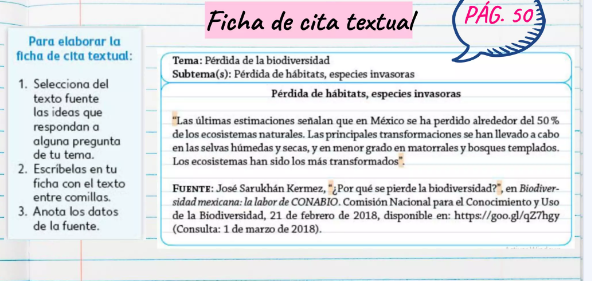 Ficha de cita textual
PÁG. 50
Para elaborar la
ficha de cita textual:
1. Selecciona del
texto fuente
las ideas que
respondan a
alguna pregunta
de tu tema.
2. Escríbelas en tu
ficha con el texto
entre comillas.
3. Anota los datos
de la fuente.
Tema: Pérdida de la biodiversidad
Subtema(s): Pérdida de hábitats, especies invasoras
Pérdida de hábitats, especies invasoras
"Las últimas estimaciones señalan que en México se ha perdido alrededor del 50 %
de los ecosistemas naturales. Las principales transformaciones se han llevado a cabo
en las selvas húmedas y secas, y en menor grado en matorrales y bosques templados.
Los ecosistemas han sido los más transformados".
FUENTE: José Sarukhán Kermez, "¿Por qué se pierde la biodiversidad?", en Biodiver-
sidad mexicana: la labor de CONABIO. Comisión Nacional para el Conocimiento y Uso
de la Biodiversidad, 21 de febrero de 2018, disponible en: https://goo.gl/qZ7hgy
(Consulta: 1 de marzo de 2018).